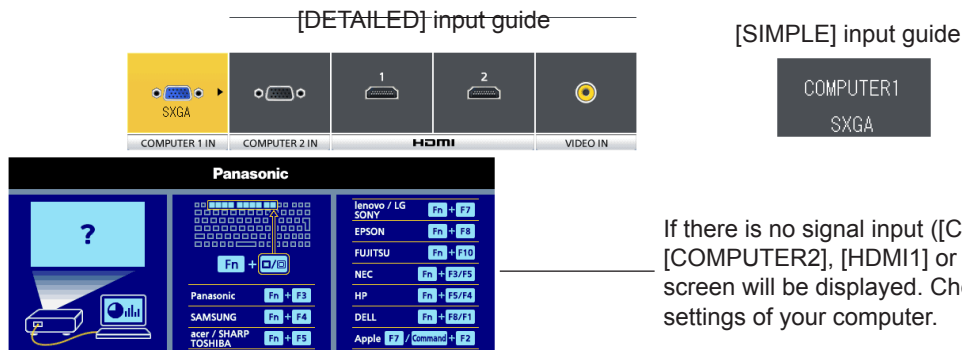 [DETAILED] input guide
[SIMPLE] input guide
SXGA
1
2
COMPUTER 1 IN
COMPUTER 2 IN
HDMI
VIDEO IN
COMPUTER1
SXGA
Panasonic
?
Fn +
Panasonic Fn + F3
SAMSUNG Fn + F4
acer / SHARP
TOSHIBA Fn + F5
lenovo / LG
SONY Fn + F7
EPSON Fn + F8
FUJITSU Fn + F10
NEC Fn + F3/F5
HP Fn + F5/F4
DELL Fn + F8/F1
Apple F7 / Command + F2
If there is no signal input ([C
[COMPUTER2], [HDMI1] or
screen will be displayed. Che
settings of your computer.